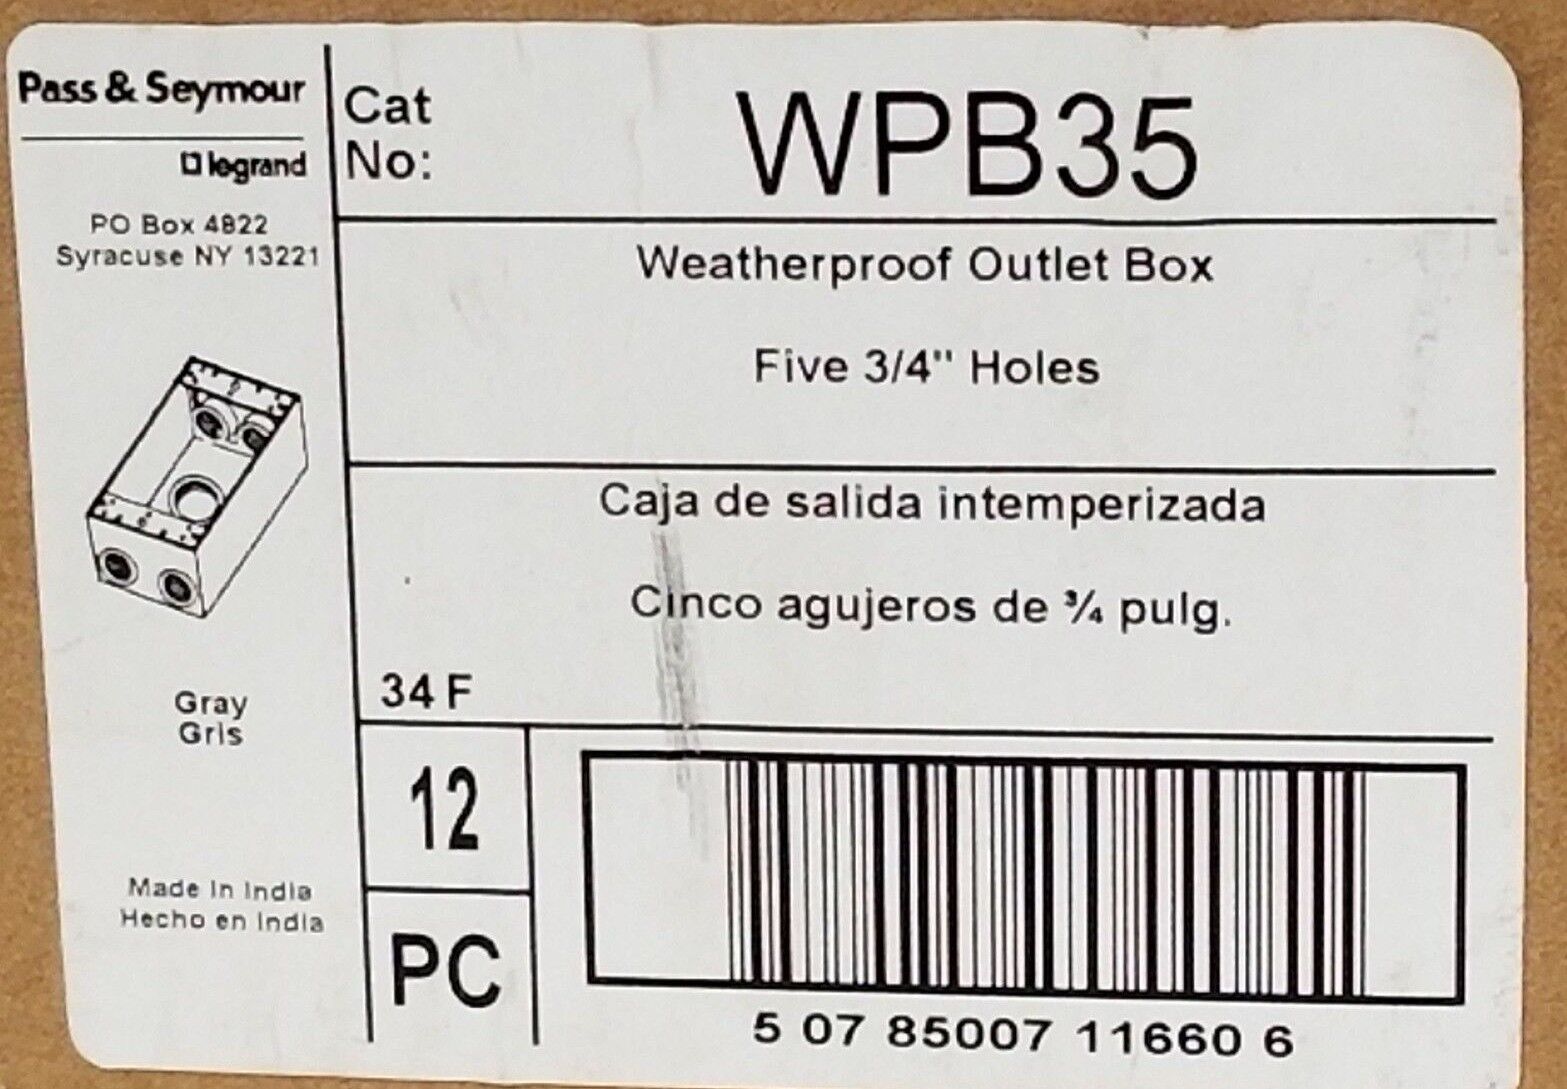 Pass & Seymour
legrand
PO Box 4822
Syracuse NY 13221
Gray
Gris
Made in India
Hecho en India
Cat
No:
WPB35
Weatherproof Outlet Box
Five 3/4" Holes
Caja de salida intemperizada
Cinco agujeros de ¾ pulg.
34 F
12
PC
5 07 85007 11660 6